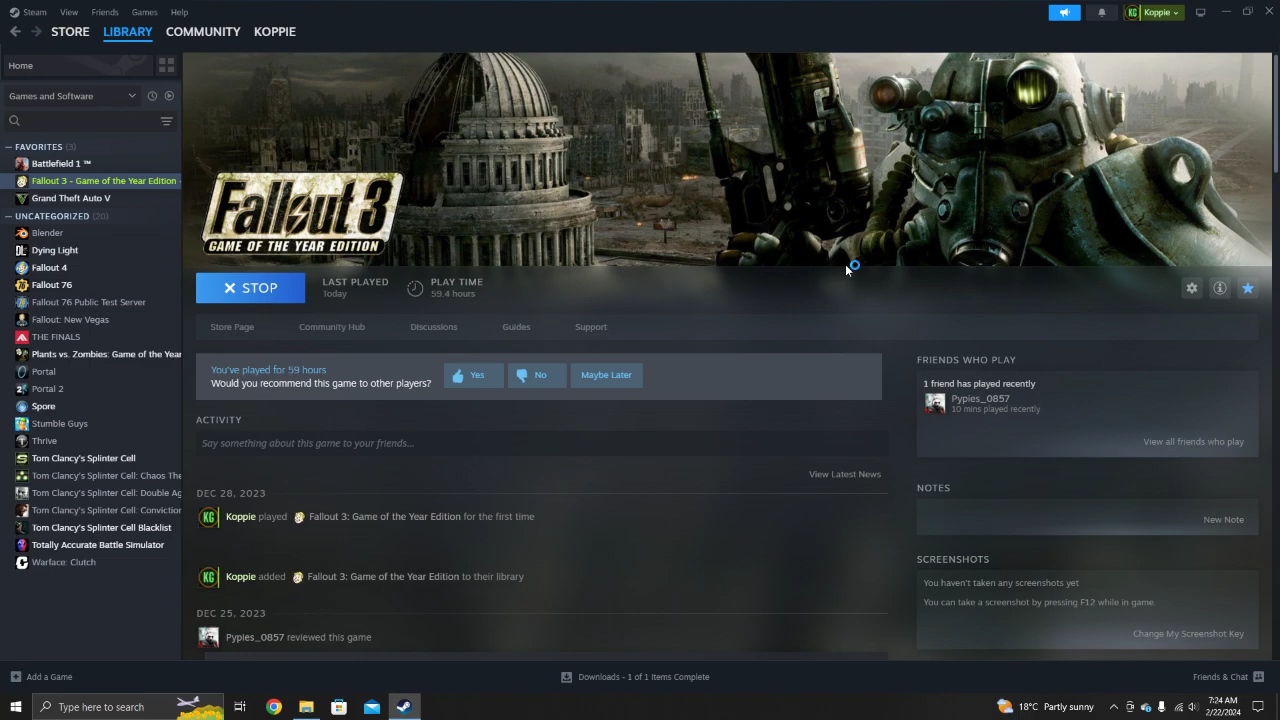 Steam View Friends Games Help
KG Koppie
STORE LIBRARY COMMUNITY KOPPIE
Home
Games and Software
FAVORITES (3)
Battlefield 1 ™
Fallout 3 - Game of the Year Edition -
Grand Theft Auto V
UNCATEGORIZED (20)
Blender
Dying Light
Fallout 4
Fallout 76
Fallout 76 Public Test Server
Fallout: New Vegas
THE FINALS
Plants vs. Zombies: Game of the Year
Portal
Portal 2
Spore
Stumble Guys
Thrive
Tom Clancy's Splinter Cell
Tom Clancy's Splinter Cell: Chaos The
Tom Clancy's Splinter Cell: Double Ag
Tom Clancy's Splinter Cell: Conviction
Tom Clancy's Splinter Cell Blacklist
Totally Accurate Battle Simulator
Warface: Clutch
Fallout 3
GAME OF THE YEAR EDITION
STOP
LAST PLAYED
Today
PLAY TIME
59.4 hours
Store Page Community Hub Discussions Guides Support
You've played for 59 hours
Would you recommend this game to other players?
Yes No Maybe Later
ACTIVITY
Say something about this game to your friends...
View Latest News
DEC 28, 2023
KG Koppie played Fallout 3: Game of the Year Edition for the first time
KG Koppie added Fallout 3: Game of the Year Edition to their library
DEC 25, 2023
Pypies_0857 reviewed this game
FRIENDS WHO PLAY
1 friend has played recently
Pypies_0857
10 mins played recently
View all friends who play
NOTES
New Note
SCREENSHOTS
You haven't taken any screenshots yet
You can take a screenshot by pressing F12 while in game.
Change My Screenshot Key
Add a Game
Downloads - 1 of 1 Items Complete
Friends & Chat
Type here to search
18°C Partly sunny
7:24 AM
2/22/2024